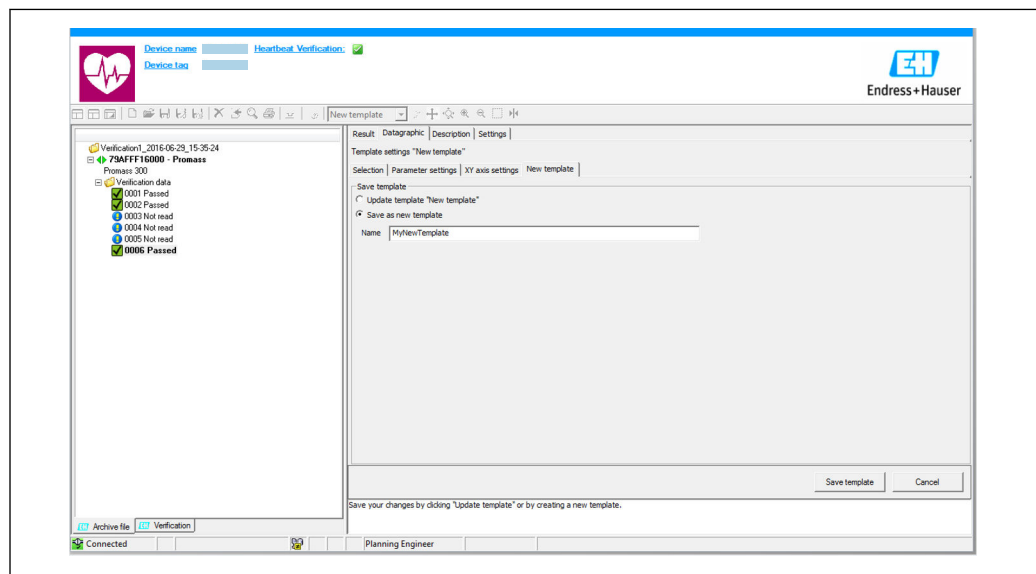 Device name Heartbeat Verification:
Device tag
EH
Endress+Hauser
New template
Result Datagraphic Description Settings
Template settings "New template"
Selection Parameter settings XY axis settings New template
Save template
Update template "New template"
Save as new template
Name MyNewTemplate
Verification1_2016-06-29_15-35-24
79AFFF16000 - Promass
Promass 300
Verification data
0001 Passed
0002 Passed
0003 Not read
0004 Not read
0005 Not read
0006 Passed
Save template Cancel
Save your changes by clicking "Update template" or by creating a new template.
EH Archive file EH Verification
Connected Planning Engineer